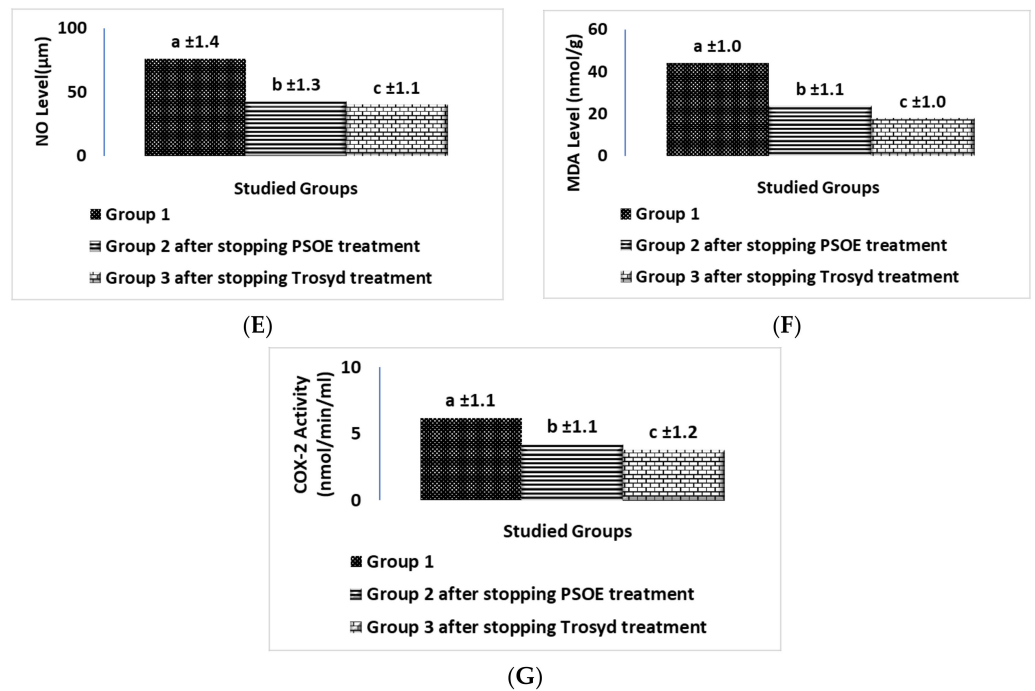 100
a ±1.4
b ±1.3
c ±1.1
50
0
NO Level(µm)
Studied Groups
Group 1
Group 2 after stopping PSOE treatment
Group 3 after stopping Trosyd treatment
(E)
60
a ±1.0
b ±1.1
c ±1.0
40
20
0
MDA Level (nmol/g)
Studied Groups
Group 1
Group 2 after stopping PSOE treatment
Group 3 after stopping Trosyd treatment
(F)
10
a ±1.1
b ±1.1
c ±1.2
5
0
COX-2 Activity
(nmol/min/ml)
Studied Groups
Group 1
Group 2 after stopping PSOE treatment
Group 3 after stopping Trosyd treatment
(G)